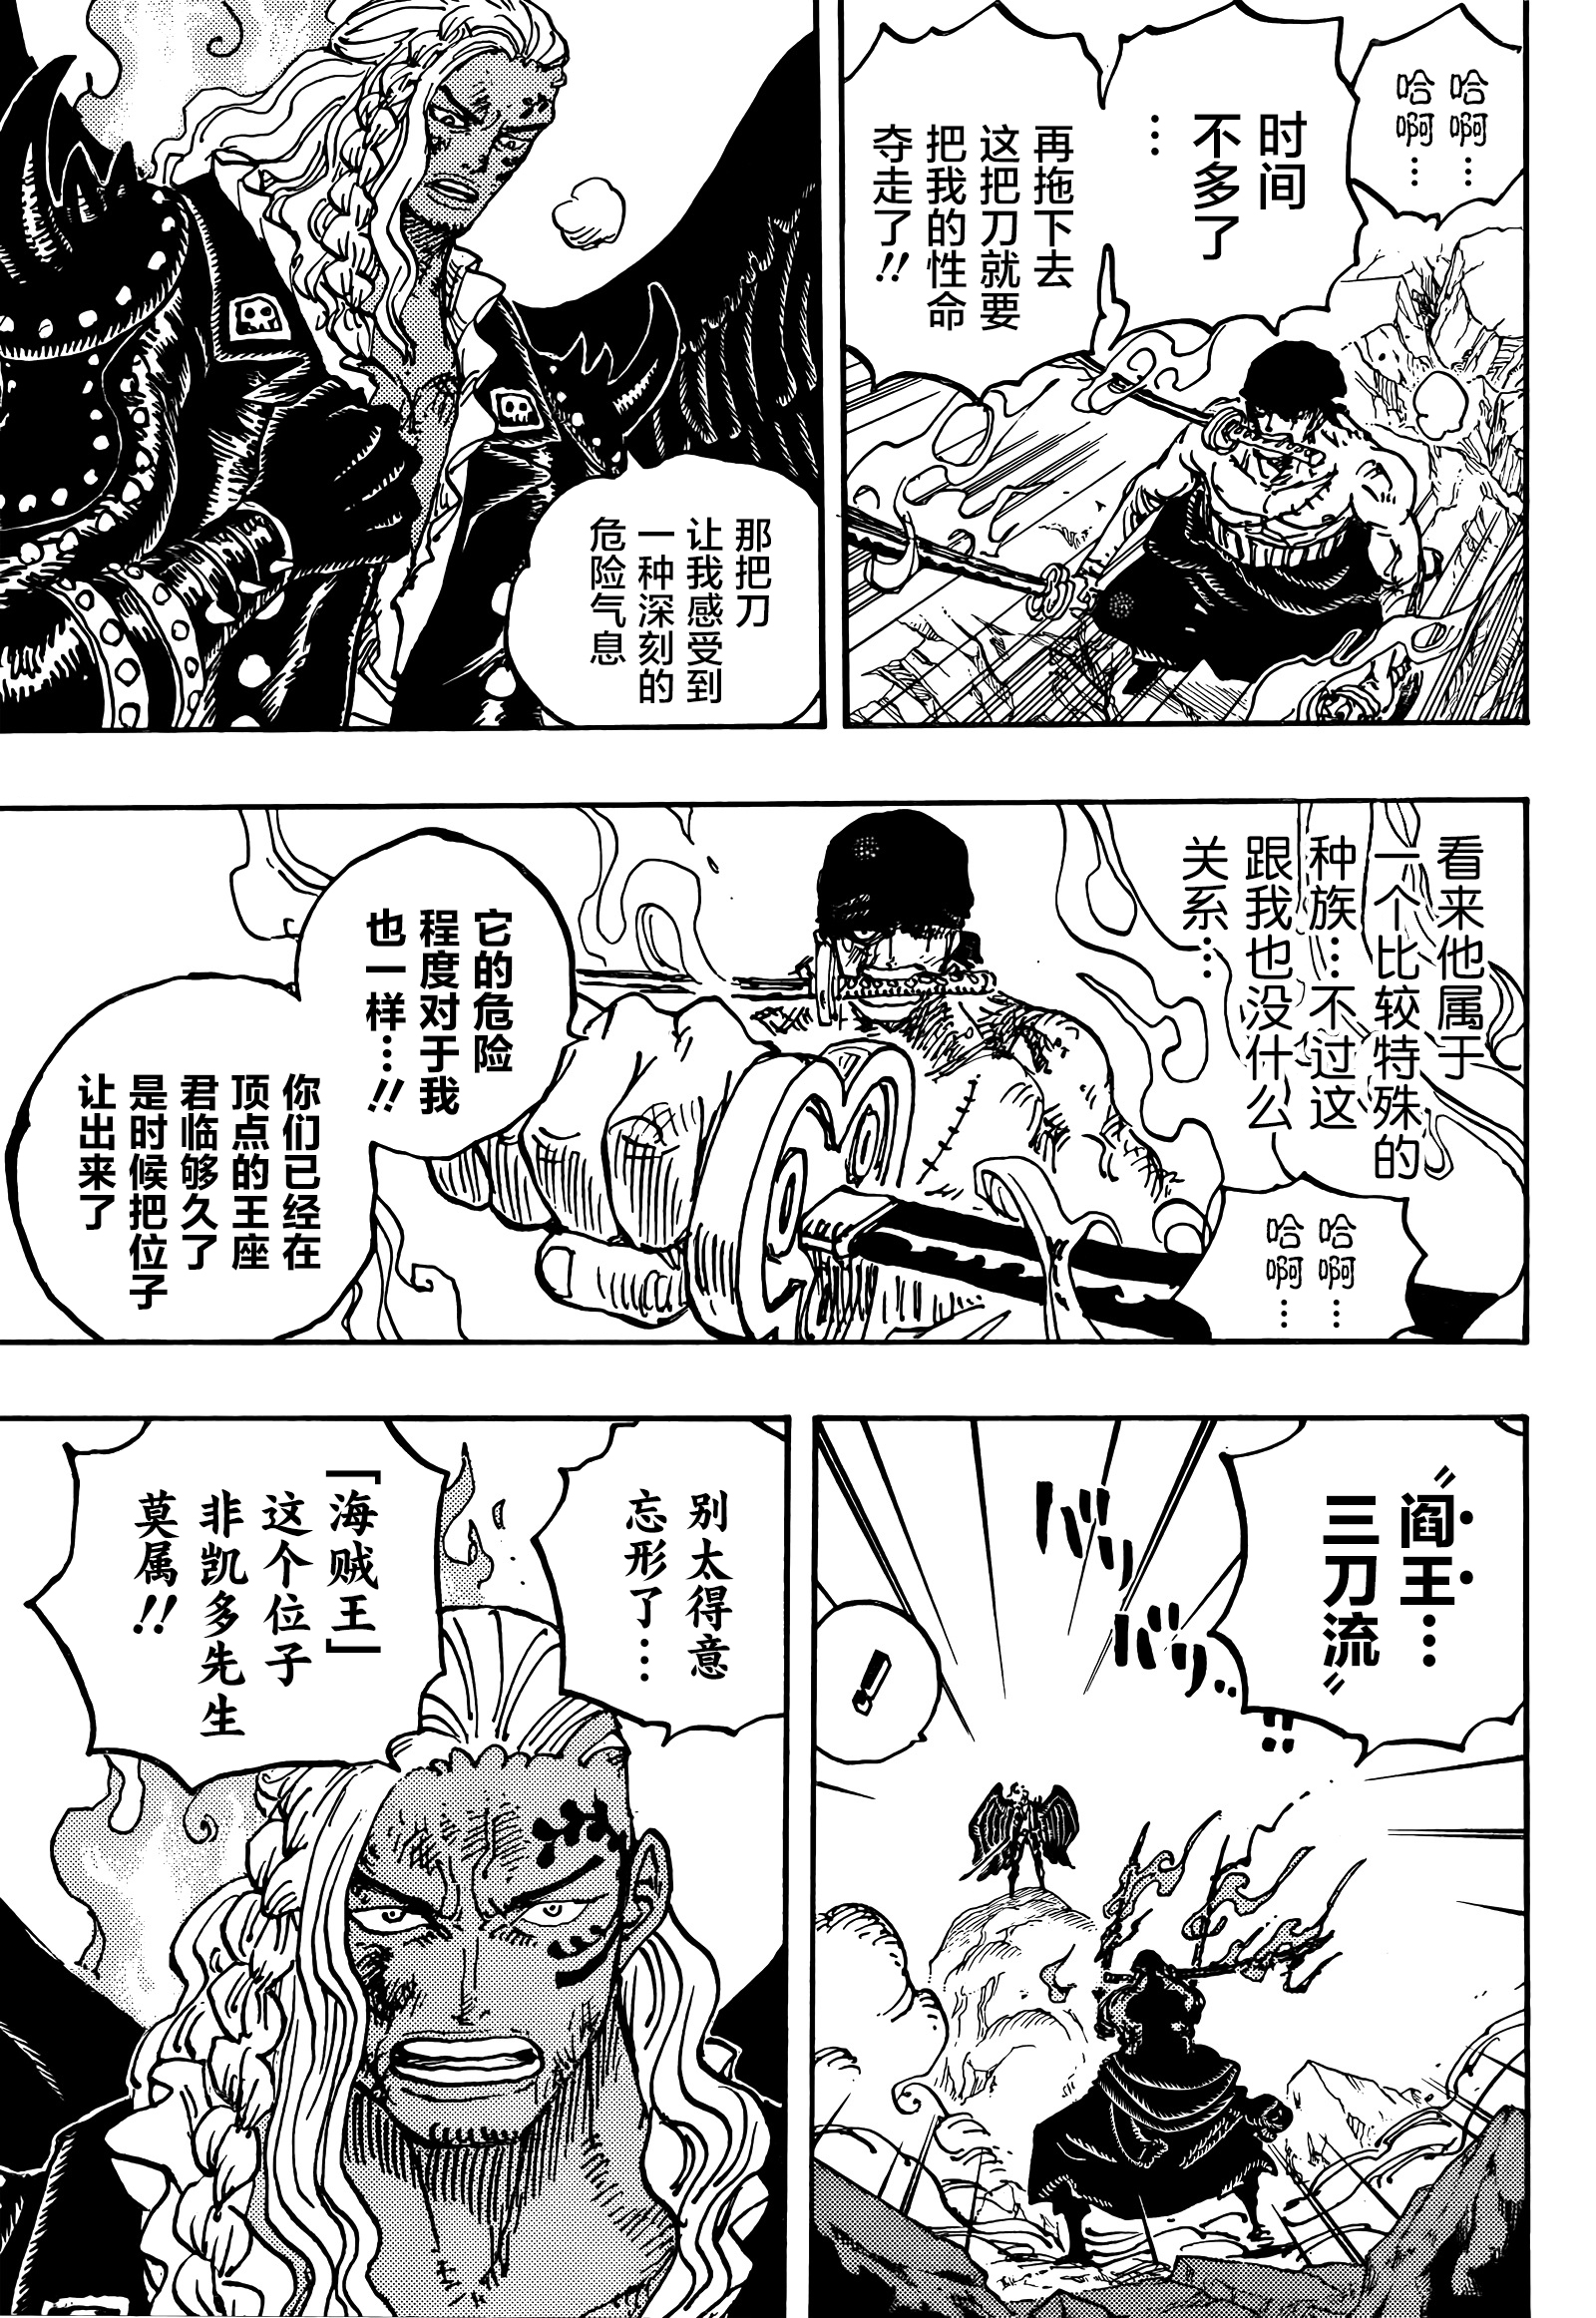 哈啊…
哈啊…
时间
不多了
…
再拖下去
这把刀就要
把我的性命
夺走了!!
那把刀
让我感受到
一种深刻的
危险气息
看来他属于
一个比较特殊的
种族…不过这
跟我也没什么
关系…
哈啊…
哈啊…
它的危险
程度对于我
也一样…!!
你们已经在
顶点的王座
君临够久了
是时候把位子
让出来了
〝阎王…
三刀流〞
バリッ
バリッ…!!
!
别太得意
忘形了…
「海贼王」
这个位子
非凯多先生
莫属!!